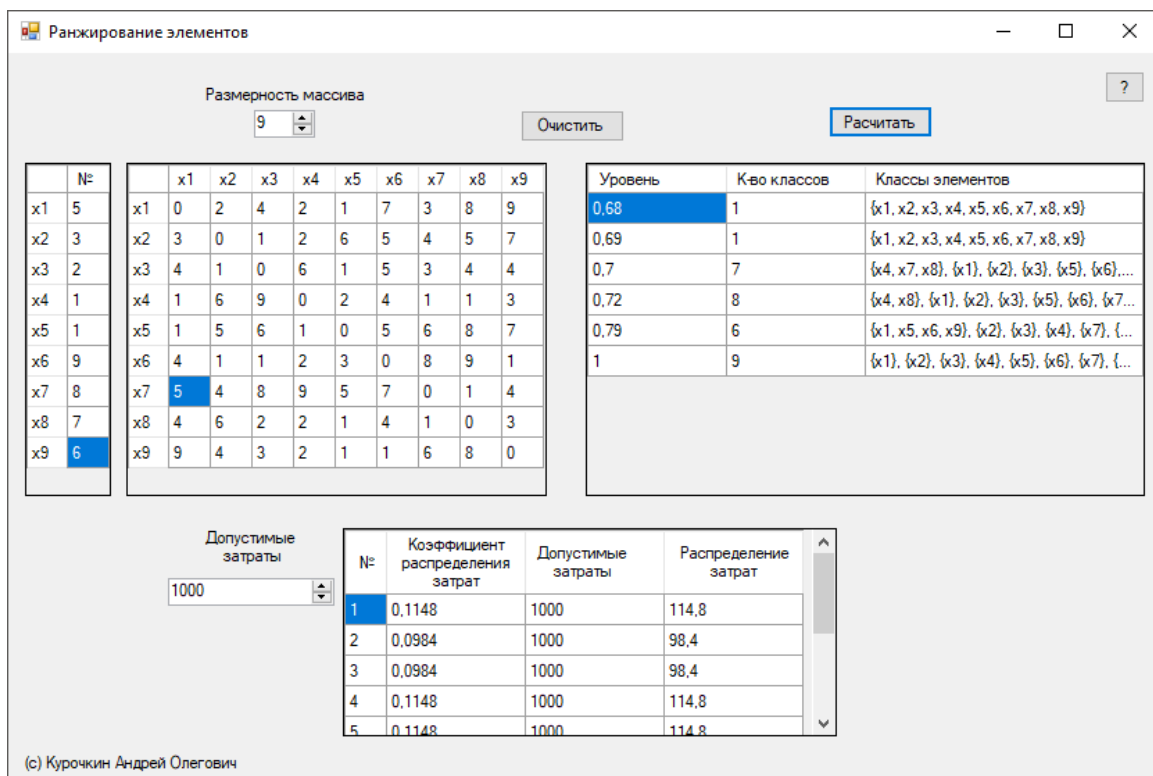 Ранжирование элементов
?
Размерность массива
9
Очистить
Расчитать
№
x1 5
x2 3
x3 2
x4 1
x5 1
x6 9
x7 8
x8 7
x9 6
x1 x2 x3 x4 x5 x6 x7 x8 x9
x1 0 2 4 2 1 7 3 8 9
x2 3 0 1 2 6 5 4 5 7
x3 4 1 0 6 1 5 3 4 4
x4 1 6 9 0 2 4 1 1 3
x5 1 5 6 1 0 5 6 8 7
x6 4 1 1 2 3 0 8 9 1
x7 5 4 8 9 5 7 0 1 4
x8 4 6 2 2 1 4 1 0 3
x9 9 4 3 2 1 1 6 8 0
Уровень К-во классов Классы элементов
0,68 1 {x1, x2, x3, x4, x5, x6, x7, x8, x9}
0,69 1 {x1, x2, x3, x4, x5, x6, x7, x8, x9}
0,7 7 {x4, x7, x8}, {x1}, {x2}, {x3}, {x5}, {x6},...
0,72 8 {x4, x8}, {x1}, {x2}, {x3}, {x5}, {x6}, {x7...
0,79 6 {x1, x5, x6, x9}, {x2}, {x3}, {x4}, {x7}, {...
1 9 {x1}, {x2}, {x3}, {x4}, {x5}, {x6}, {x7}, {...
Допустимые
затраты
1000
№ Коэффициент распределения затрат Допустимые затраты Распределение затрат
1 0,1148 1000 114,8
2 0,0984 1000 98,4
3 0,0984 1000 98,4
4 0,1148 1000 114,8
5 0,1148 1000 114,8
(с) Курочкин Андрей Олегович